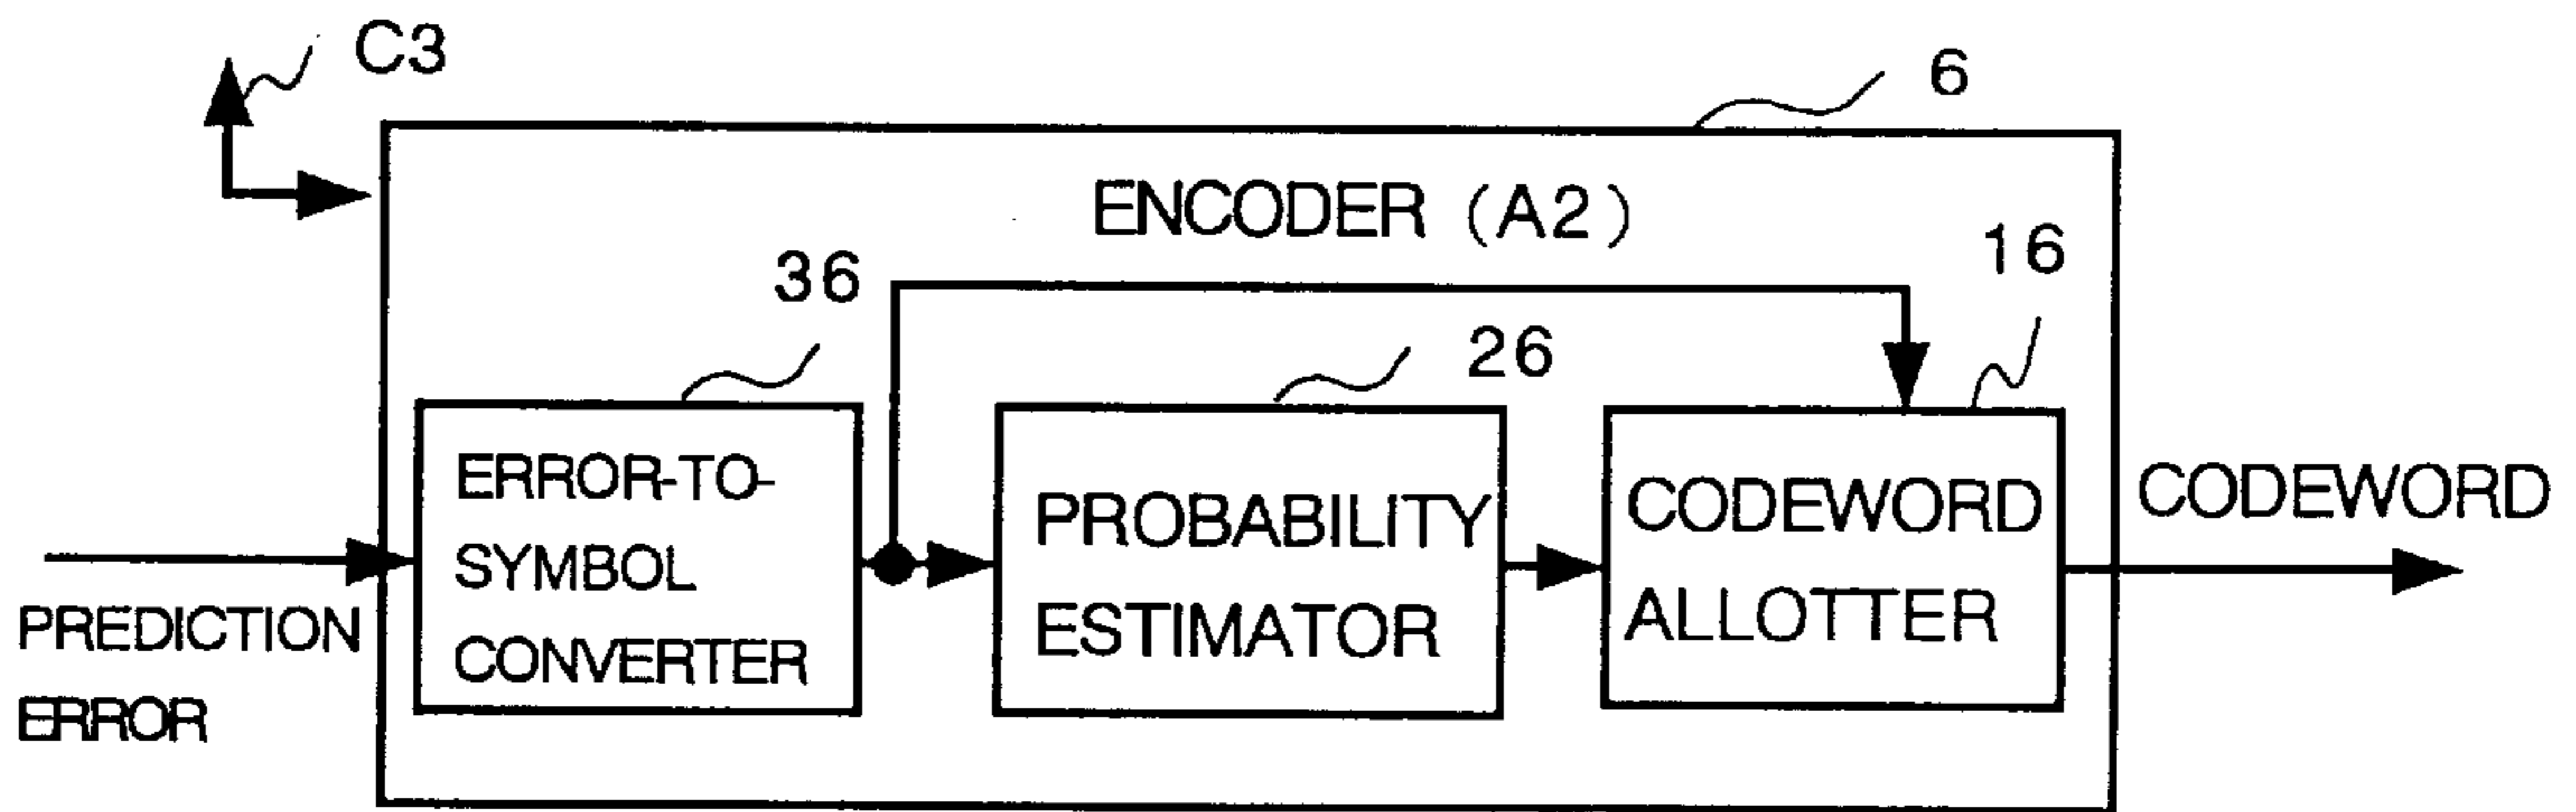 C3
6
ENCODER (A2)
36
26
16
ERROR-TO-
SYMBOL
CONVERTER
PROBABILITY
ESTIMATOR
CODEWORD
ALLOTTER
CODEWORD
PREDICTION
ERROR